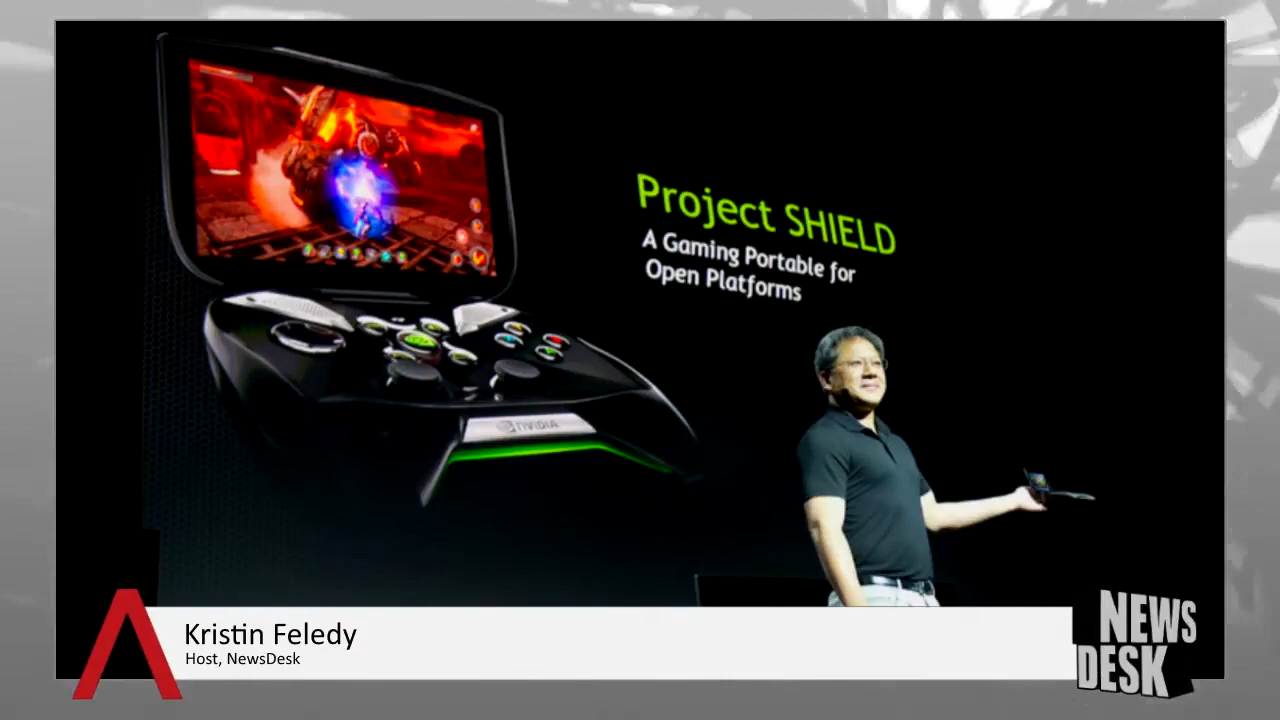 Project SHIELD
A Gaming Portable for
Open Platforms
NVIDIA
Kristin Feledy
Host, NewsDesk
NEWS
DESK